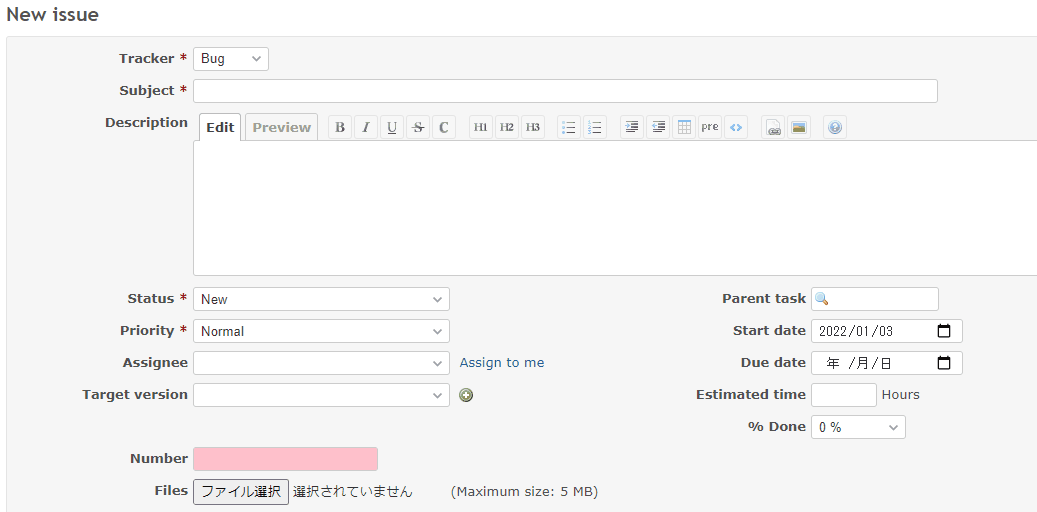 New issue
Tracker * Bug
Subject *
Description Edit Preview B I U S C H1 H2 H3 pre <>
Status * New Parent task
Priority * Normal Start date 2022/01/03
Assignee Assign to me Due date 年 /月/日
Target version Estimated time Hours
% Done 0 %
Number
Files ファイル選択 選択されていません (Maximum size: 5 MB)